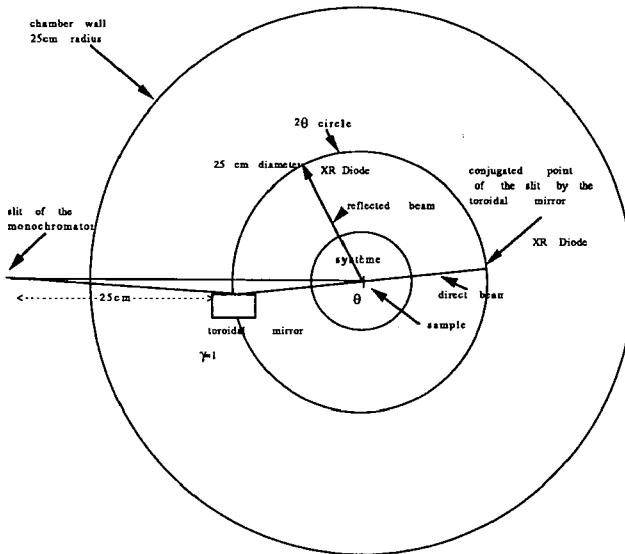 chamber wall
25cm radius
2θ circle
25 cm diameter
XR Diode
conjugated point
of the slit by the
toroidal mirror
XR Diode
reflected beam
slit of the
monochromator
système
25cm
θ
direct beam
sample
toroidal mirror
γ=1